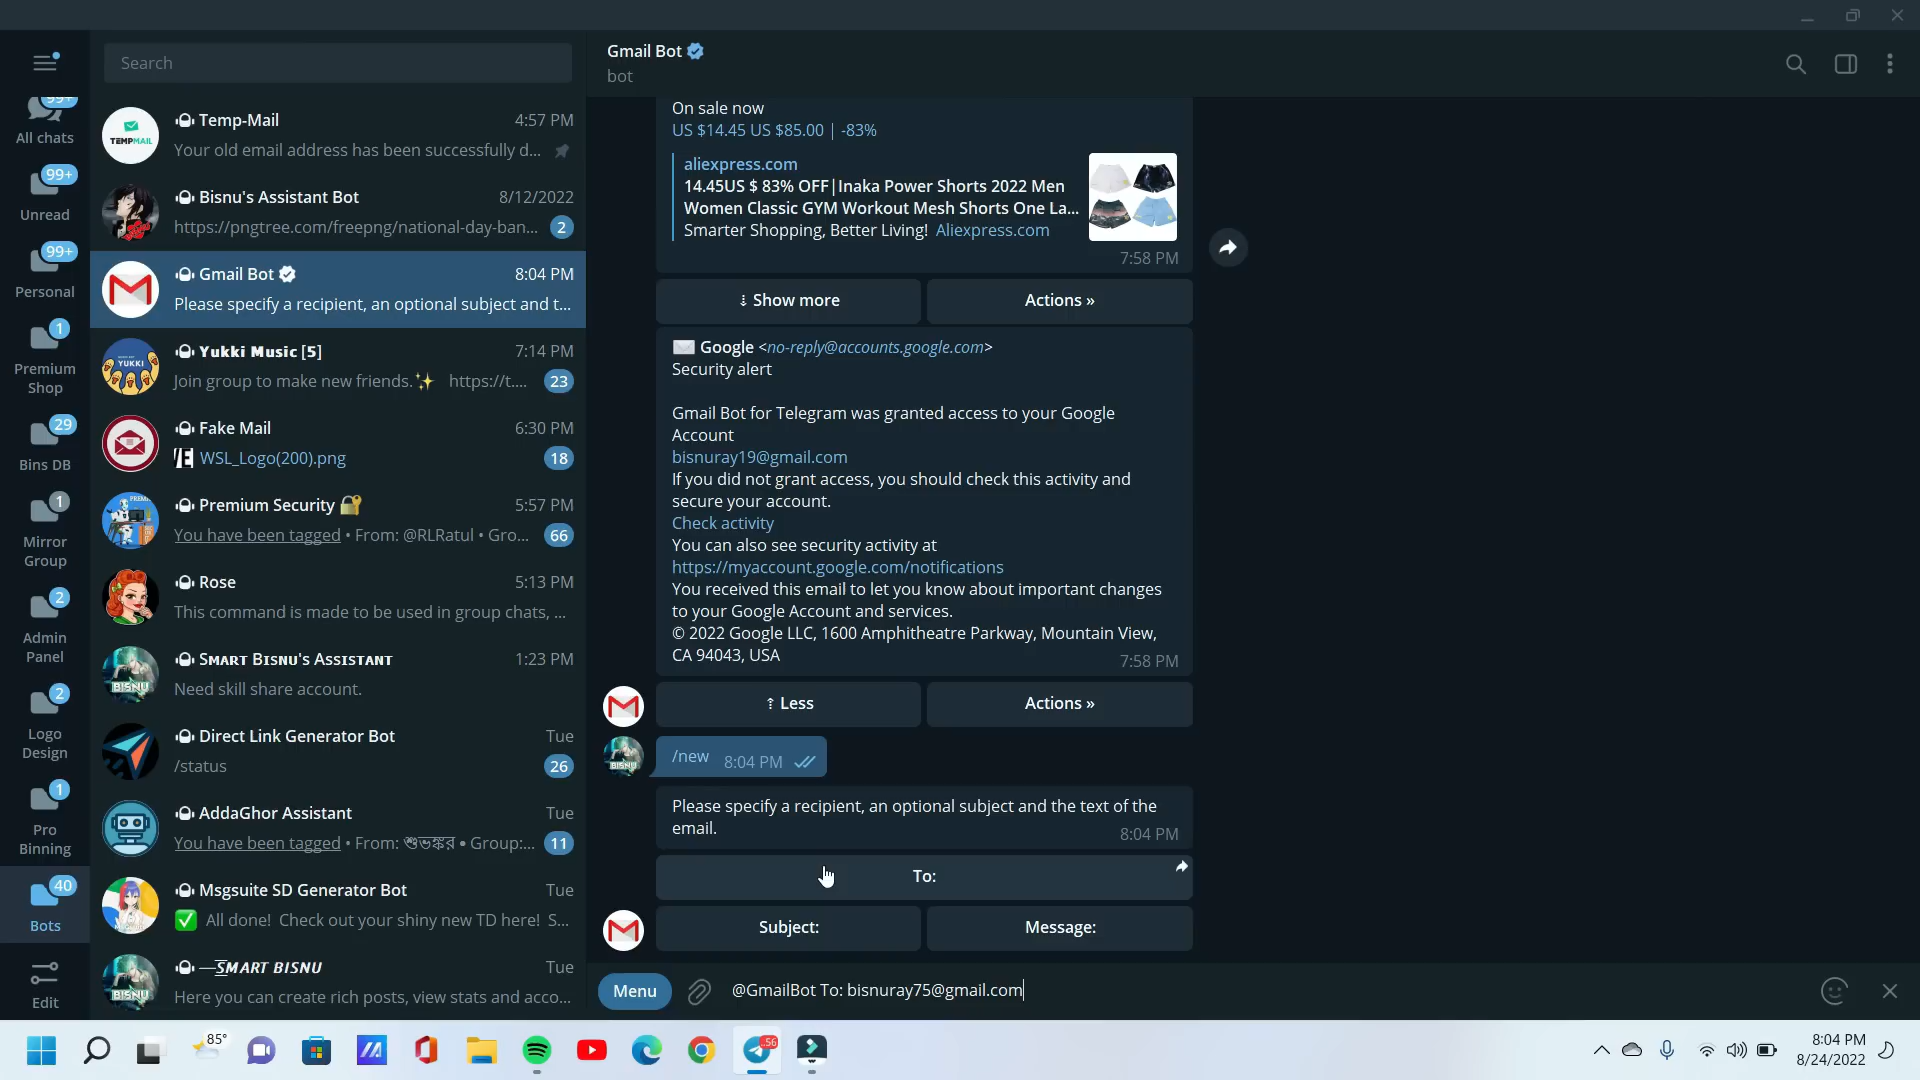 Search
Gmail Bot
bot
99+
All chats
99+
Unread
99+
Personal
1
Premium
Shop
29
Bins DB
1
Mirror
Group
2
Admin
Panel
2
Logo
Design
1
Pro
Binning
40
Bots
Edit
TEMPMAIL
Temp-Mail 4:57 PM
Your old email address has been successfully d...
Bisnu's Assistant Bot 8/12/2022
https://pngtree.com/freepng/national-day-ban... 2
Gmail Bot 8:04 PM
Please specify a recipient, an optional subject and t...
YUKKI
Yukki Music [5] 7:14 PM
Join group to make new friends.✨ https://t.... 23
Fake Mail 6:30 PM
WSL_Logo(200).png 18
Premium Security 🔐 5:57 PM
You have been tagged • From: @RLRatul • Gro... 66
Rose 5:13 PM
This command is made to be used in group chats, ...
BISNU
Smart Bisnu's Assistant 1:23 PM
Need skill share account.
Direct Link Generator Bot Tue
/status 26
AddaGhor Assistant Tue
You have been tagged • From: শুভঙ্কর • Group:... 11
Msgsuite SD Generator Bot Tue
✅ All done! Check out your shiny new TD here! S...
BISNU
—SMART BISNU Tue
Here you can create rich posts, view stats and acco...
On sale now
US $14.45 US $85.00 | -83%
aliexpress.com
14.45US $ 83% OFF|Inaka Power Shorts 2022 Men
Women Classic GYM Workout Mesh Shorts One La...
Smarter Shopping, Better Living! Aliexpress.com
7:58 PM
⇣ Show more
Actions »
✉️ Google <no-reply@accounts.google.com>
Security alert
Gmail Bot for Telegram was granted access to your Google
Account
bisnuray19@gmail.com
If you did not grant access, you should check this activity and
secure your account.
Check activity
You can also see security activity at
https://myaccount.google.com/notifications
You received this email to let you know about important changes
to your Google Account and services.
© 2022 Google LLC, 1600 Amphitheatre Parkway, Mountain View,
CA 94043, USA
7:58 PM
⇡ Less
Actions »
BISNU
/new 8:04 PM
Please specify a recipient, an optional subject and the text of the
email.
8:04 PM
To:
Subject:
Message:
Menu
@GmailBot To: bisnuray75@gmail.com
85°
..56
8:04 PM
8/24/2022